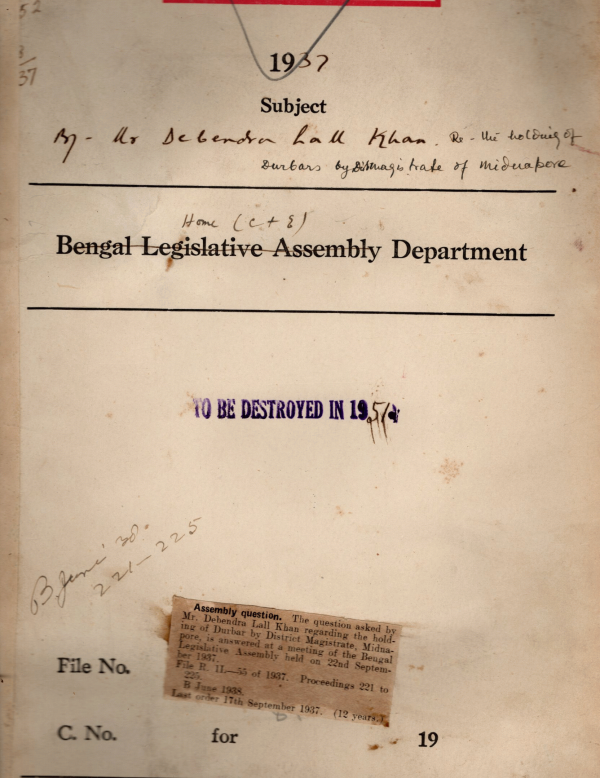 52
37
1937
Subject
By - Mr Debendra Lall Khan. Re - the holding of
Durbars by Dist magistrate of Midnapore
Home (C + E)
Bengal Legislative Assembly Department
TO BE DESTROYED IN 195
B June 38.
221-225
Assembly question. The question asked by
Mr. Debendra Lall Khan regarding the hold-
ing of Durbar by District Magistrate, Midna-
pore, is answered at a meeting of the Bengal
Legislative Assembly held on 22nd Septem-
ber 1937.
File R. 1L—55 of 1937. Proceedings 221 to
225.
B June 1938.
Last order 17th September 1937. (12 years.)
File No.
C. No. for 19